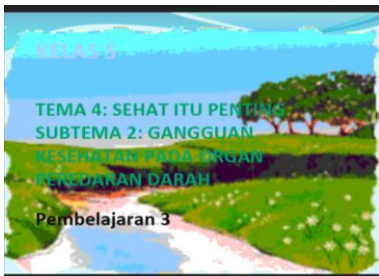 KELAS 5
TEMA 4: SEHAT ITU PENTING
SUBTEMA 2: GANGGUAN
KESEHATAN PADA ORGAN
PEREDARAN DARAH
Pembelajaran 3